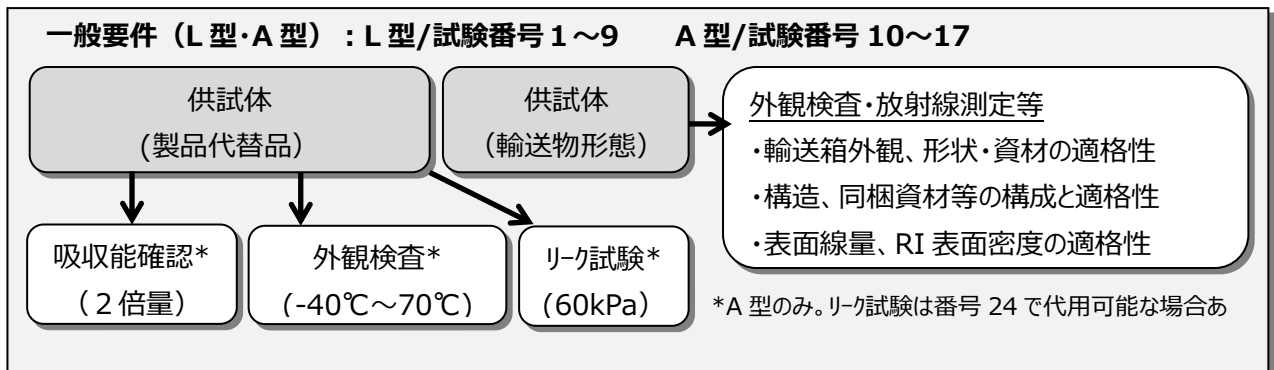 一般要件（L型･A型）：L型/試験番号1～9　　A型/試験番号10～17
供試体
(製品代替品)
供試体
（輸送物形態）
外観検査･放射線測定等
･輸送箱外観、形状･資材の適格性
･構造、同梱資材等の構成と適格性
･表面線量、RI表面密度の適格性
吸収能確認*
（２倍量）
外観検査*
(-40℃～70℃)
ﾘｰｸ試験*
(60kPa)
*A型のみ。ﾘｰｸ試験は番号24で代用可能な場合あ